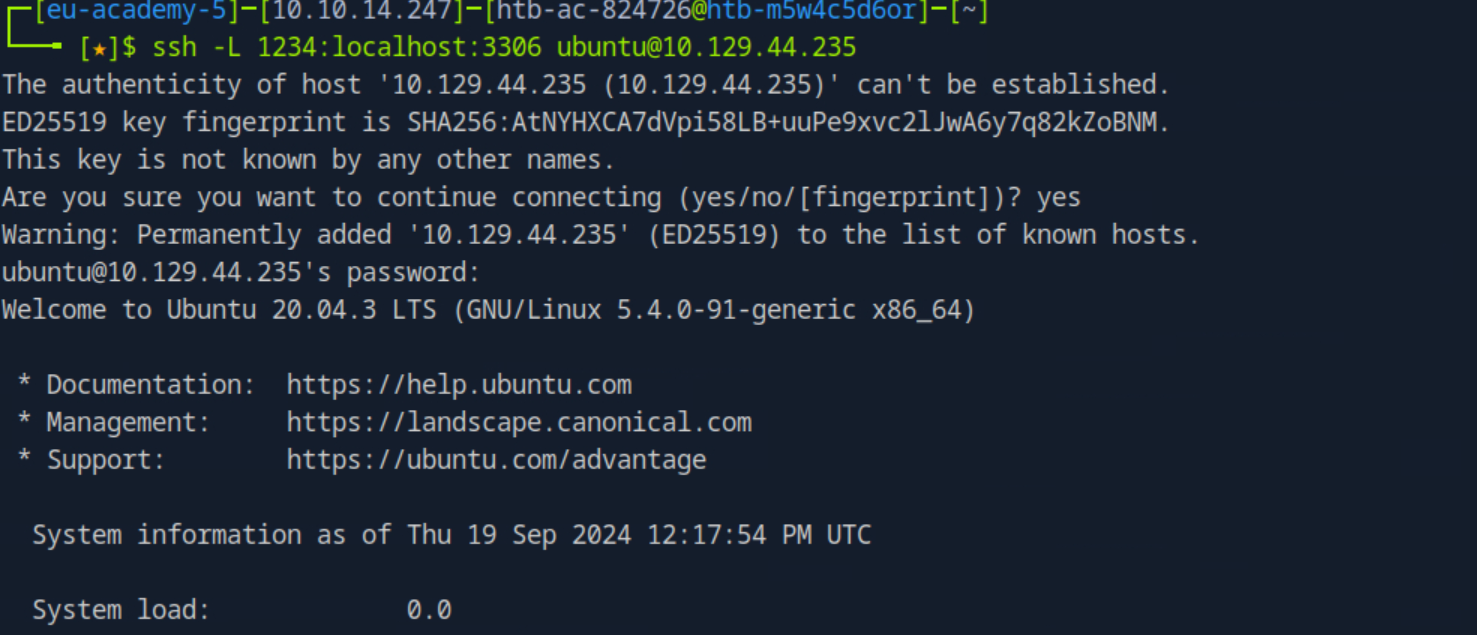 ┌─[eu-academy-5]─[10.10.14.247]─[htb-ac-824726@htb-m5w4c5d6or]─[~]
└──╼ [★]$ ssh -L 1234:localhost:3306 ubuntu@10.129.44.235
The authenticity of host '10.129.44.235 (10.129.44.235)' can't be established.
ED25519 key fingerprint is SHA256:AtNYHXCA7dVpi58LB+uuPe9xvc2lJwA6y7q82kZoBNM.
This key is not known by any other names.
Are you sure you want to continue connecting (yes/no/[fingerprint])? yes
Warning: Permanently added '10.129.44.235' (ED25519) to the list of known hosts.
ubuntu@10.129.44.235's password:
Welcome to Ubuntu 20.04.3 LTS (GNU/Linux 5.4.0-91-generic x86_64)
* Documentation: https://help.ubuntu.com
* Management: https://landscape.canonical.com
* Support: https://ubuntu.com/advantage
System information as of Thu 19 Sep 2024 12:17:54 PM UTC
System load: 0.0